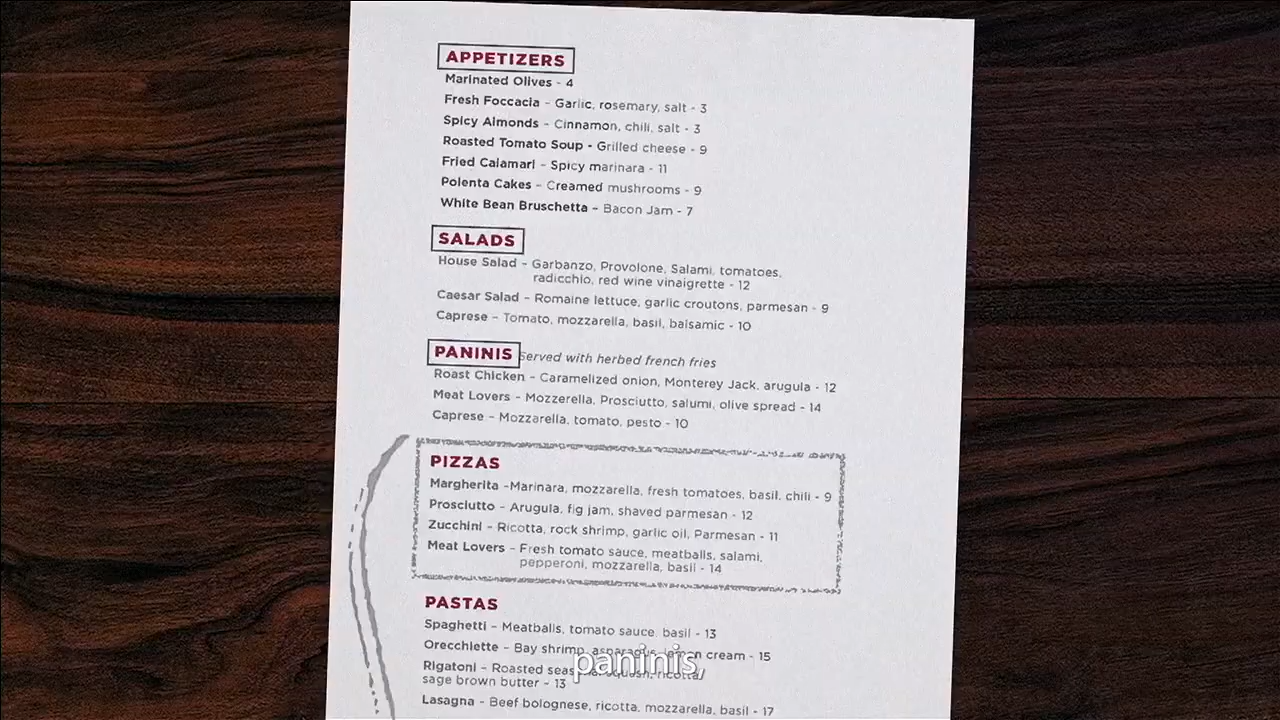 APPETIZERS
Marinated Olives - 4
Fresh Foccacia - Garlic, rosemary, salt - 3
Spicy Almonds - Cinnamon, chili, salt - 3
Roasted Tomato Soup - Grilled cheese - 9
Fried Calamari - Spicy marinara - 11
Polenta Cakes - Creamed mushrooms - 9
White Bean Bruschetta - Bacon Jam - 7
SALADS
House Salad - Garbanzo, Provolone, Salami, tomatoes,
radicchio, red wine vinaigrette - 12
Caesar Salad - Romaine lettuce, garlic croutons, parmesan - 9
Caprese - Tomato, mozzarella, basil, balsamic - 10
PANINIS Served with herbed french fries
Roast Chicken - Caramelized onion, Monterey Jack, arugula - 12
Meat Lovers - Mozzerella, Prosciutto, salumi, olive spread - 14
Caprese - Mozzarella, tomato, pesto - 10
PIZZAS
Margherita -Marinara, mozzarella, fresh tomatoes, basil, chili - 9
Prosciutto - Arugula, fig jam, shaved parmesan - 12
Zucchini - Ricotta, rock shrimp, garlic oil, Parmesan - 11
Meat Lovers - Fresh tomato sauce, meatballs, salami,
pepperoni, mozzarella, basil - 14
PASTAS
Spaghetti - Meatballs, tomato sauce, basil - 13
Orecchiette - Bay shrimp, asparagus, lemon cream - 15
Rigatoni - Roasted squash, ricotta,
sage brown butter - 13
paninis,
Lasagna - Beef bolognese, ricotta, mozzarella, basil - 17